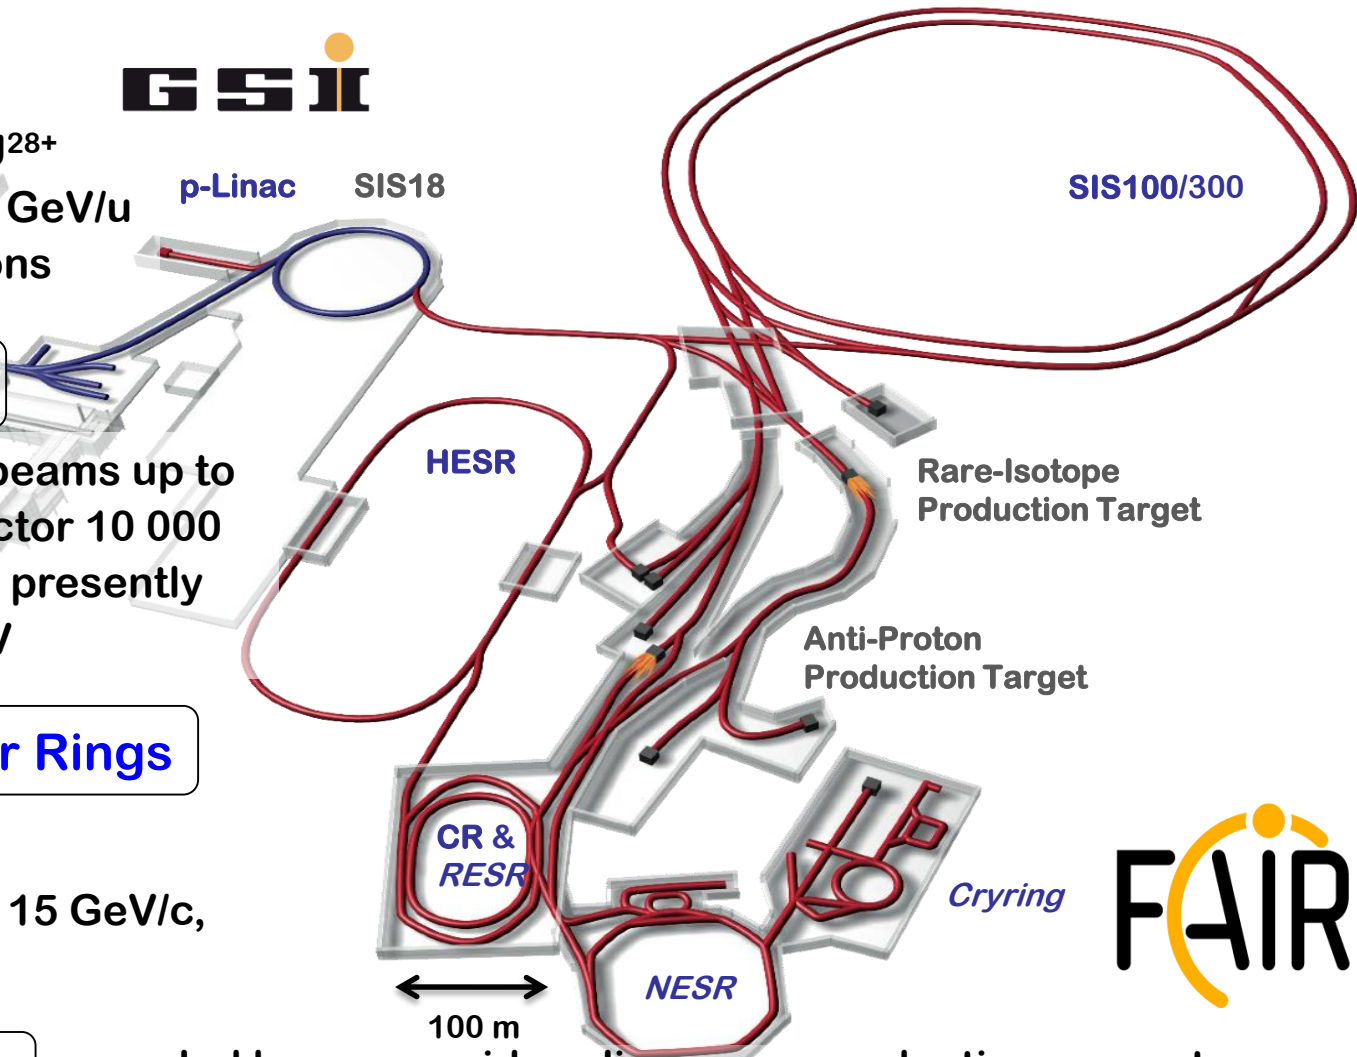 GSI
28+
p-Linac
SIS18
GeV/u
SIS100/300
HESR
beams up to
10 000
presently
Rare-Isotope
Production Target
Anti-Proton
Production Target
Rings
CR &
RESR
15 GeV/c,
Cryring
FAIR
NESR
100 m